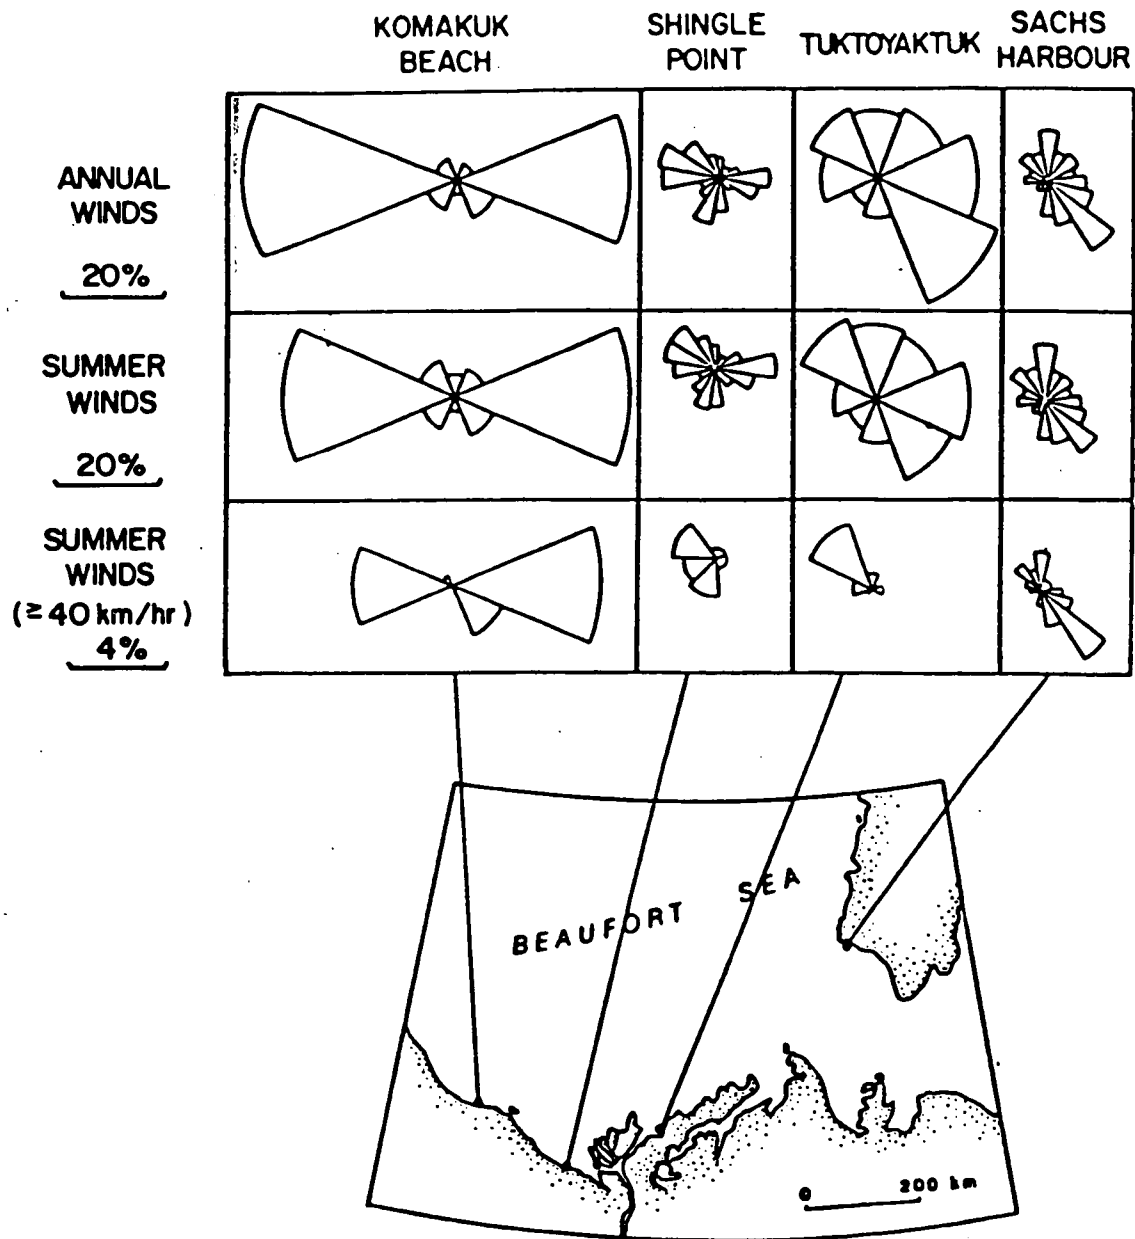 KOMAKUK
BEACH
SHINGLE
POINT
TUKTOYAKTUK
SACHS
HARBOUR
ANNUAL
WINDS
20%
SUMMER
WINDS
20%
SUMMER
WINDS
(≥40 km/hr)
4%
BEAUFORT SEA
0 200 km